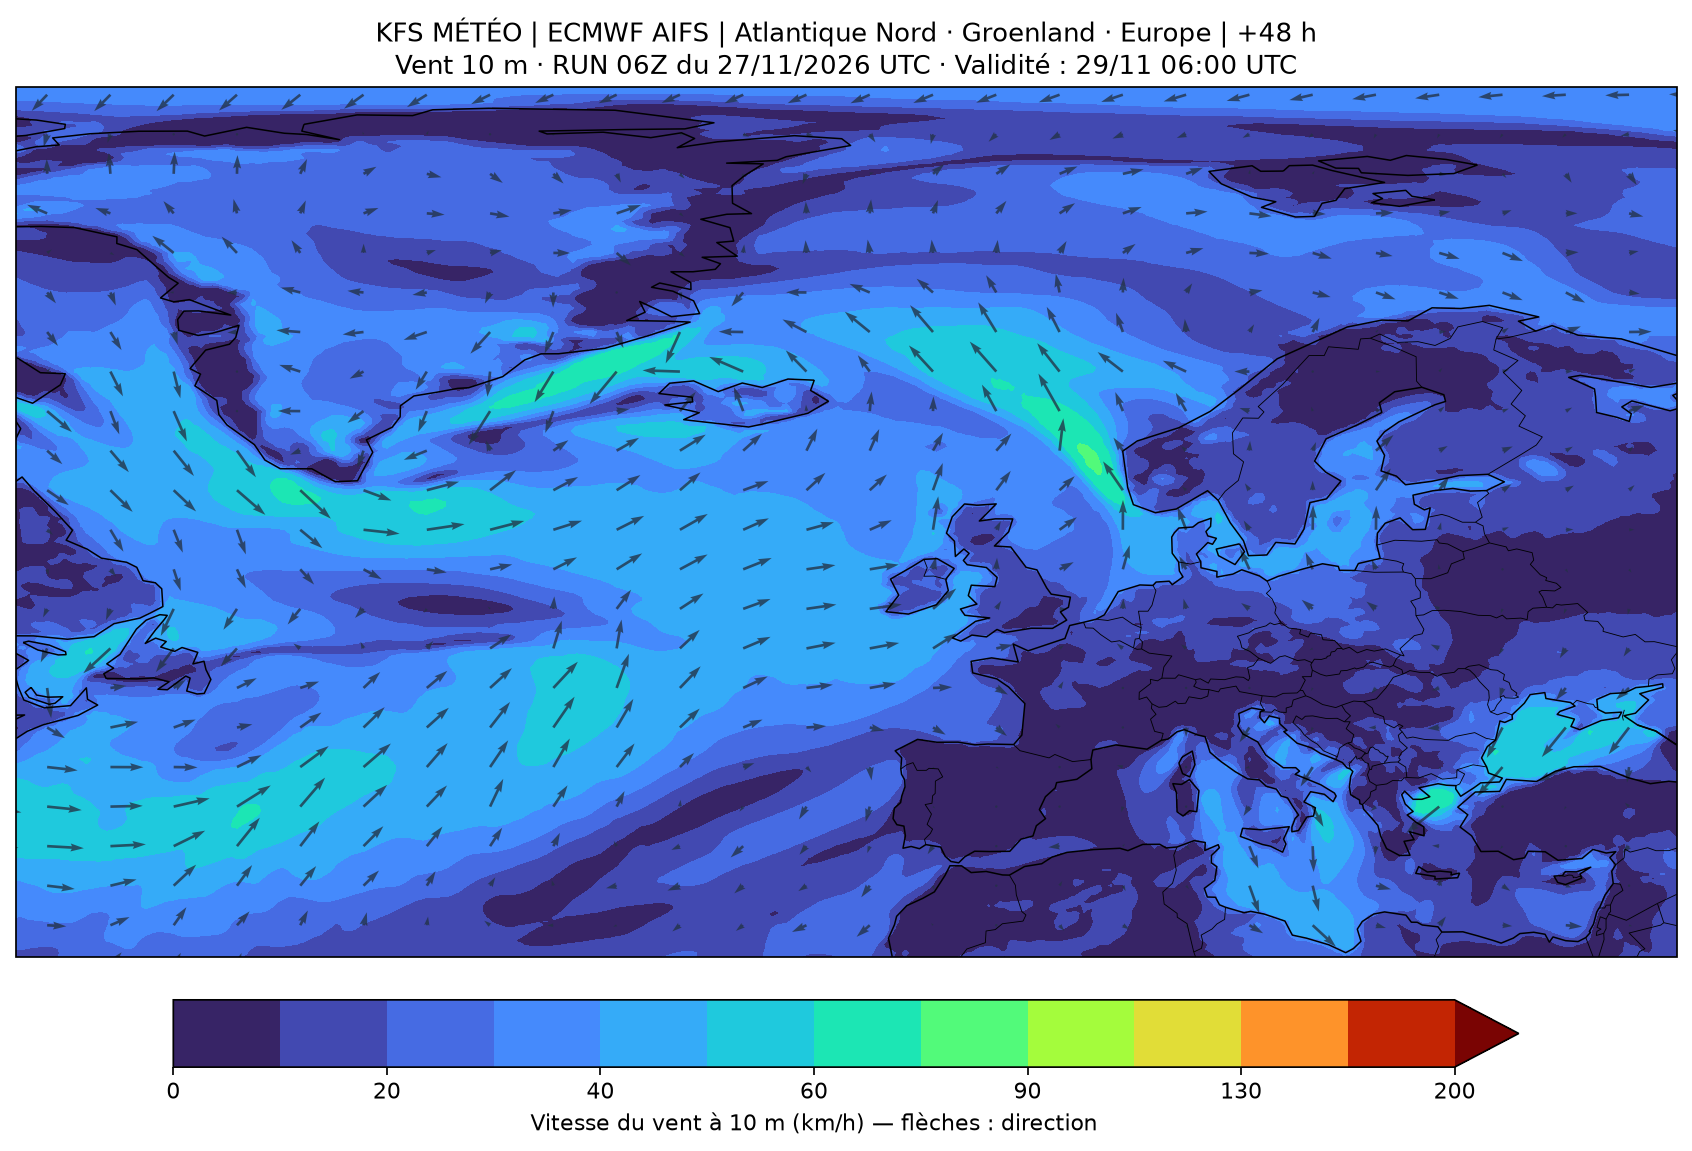 KFS MÉTÉO | ECMWF AIFS | Atlantique Nord · Groenland · Europe | +48 h
Vent 10 m · RUN 06Z du 27/11/2026 UTC · Validité : 29/11 06:00 UTC
0 20 40 60 90 130 200
Vitesse du vent à 10 m (km/h) — flèches : direction